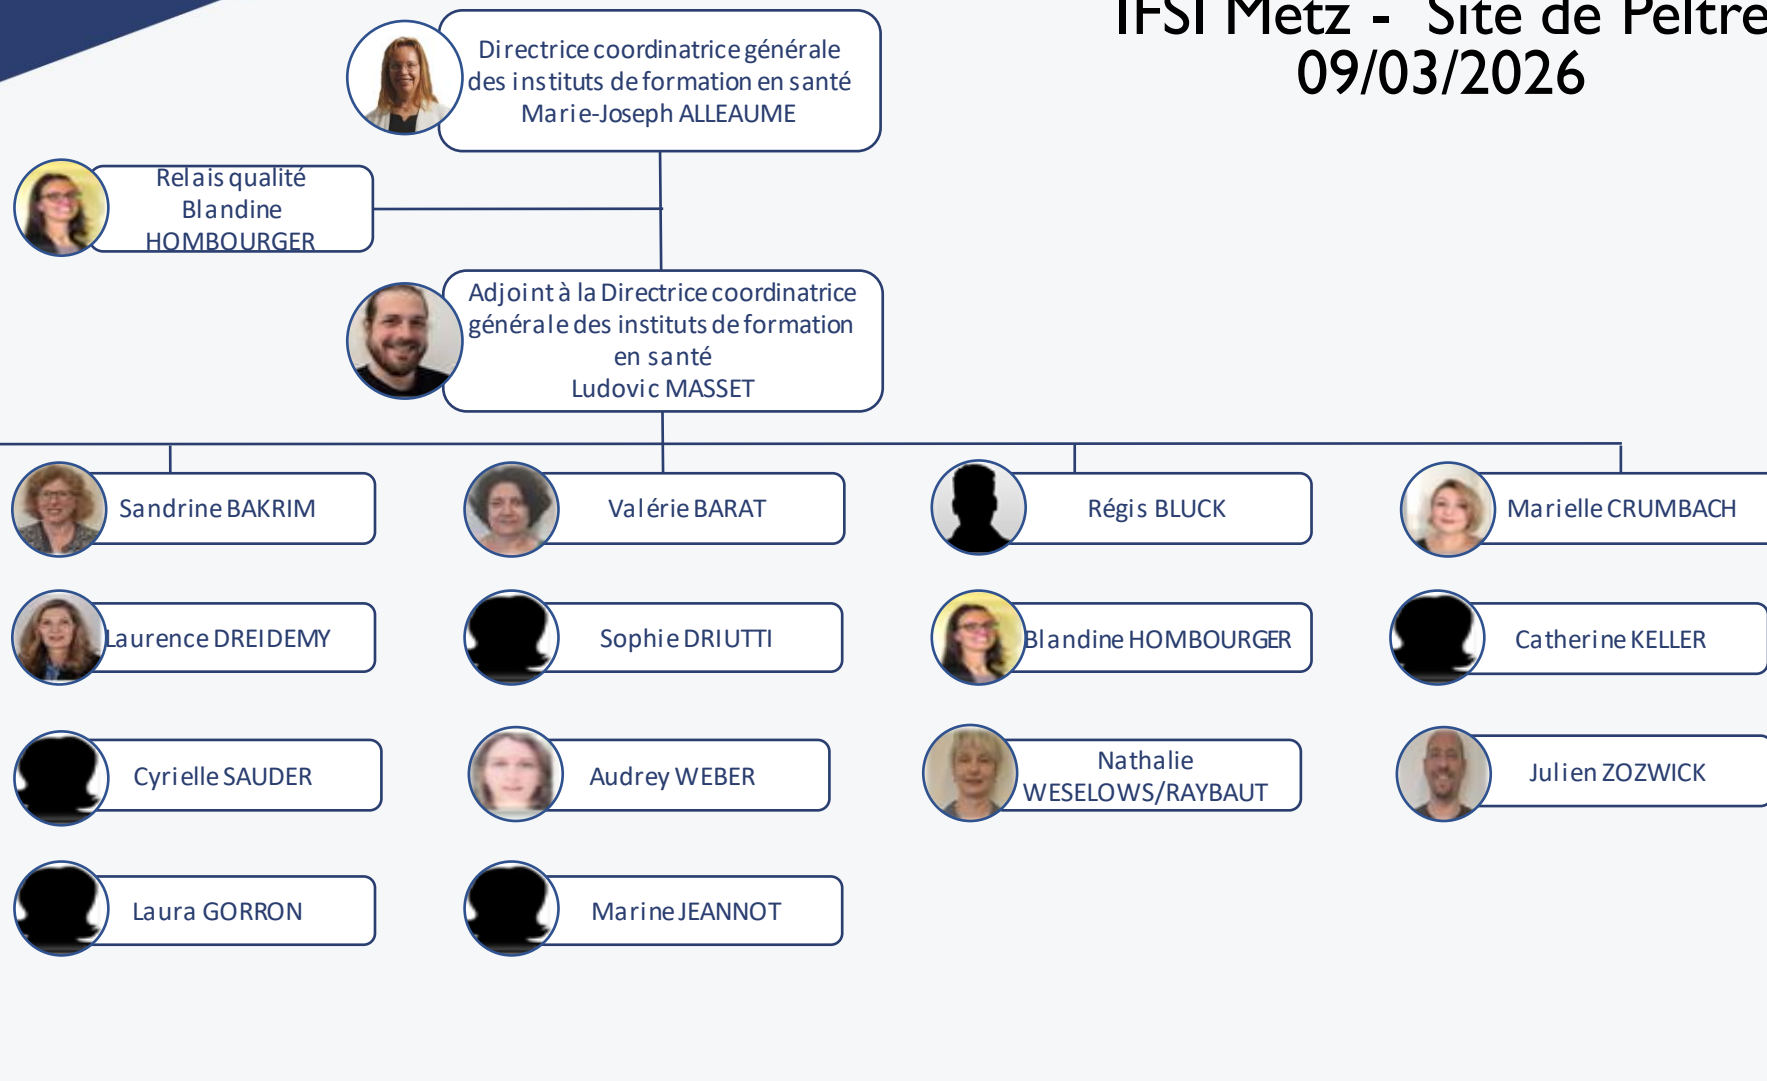 IFSI Metz - Site de Peltre
09/03/2026
Directrice coordinatrice générale
des instituts de formation en santé
Marie-Joseph ALLEAUME
Relais qualité
Blandine
HOMBOURGER
Adjoint à la Directrice coordinatrice
générale des instituts de formation
en santé
Ludovic MASSET
Sandrine BAKRIM
Valérie BARAT
Régis BLUCK
Marielle CRUMBACH
Laurence DREIDEMY
Sophie DRIUTTI
Blandine HOMBOURGER
Catherine KELLER
Cyrielle SAUDER
Audrey WEBER
Nathalie
WESELOWS/RAYBAUT
Julien ZOZWICK
Laura GORRON
Marine JEANNOT